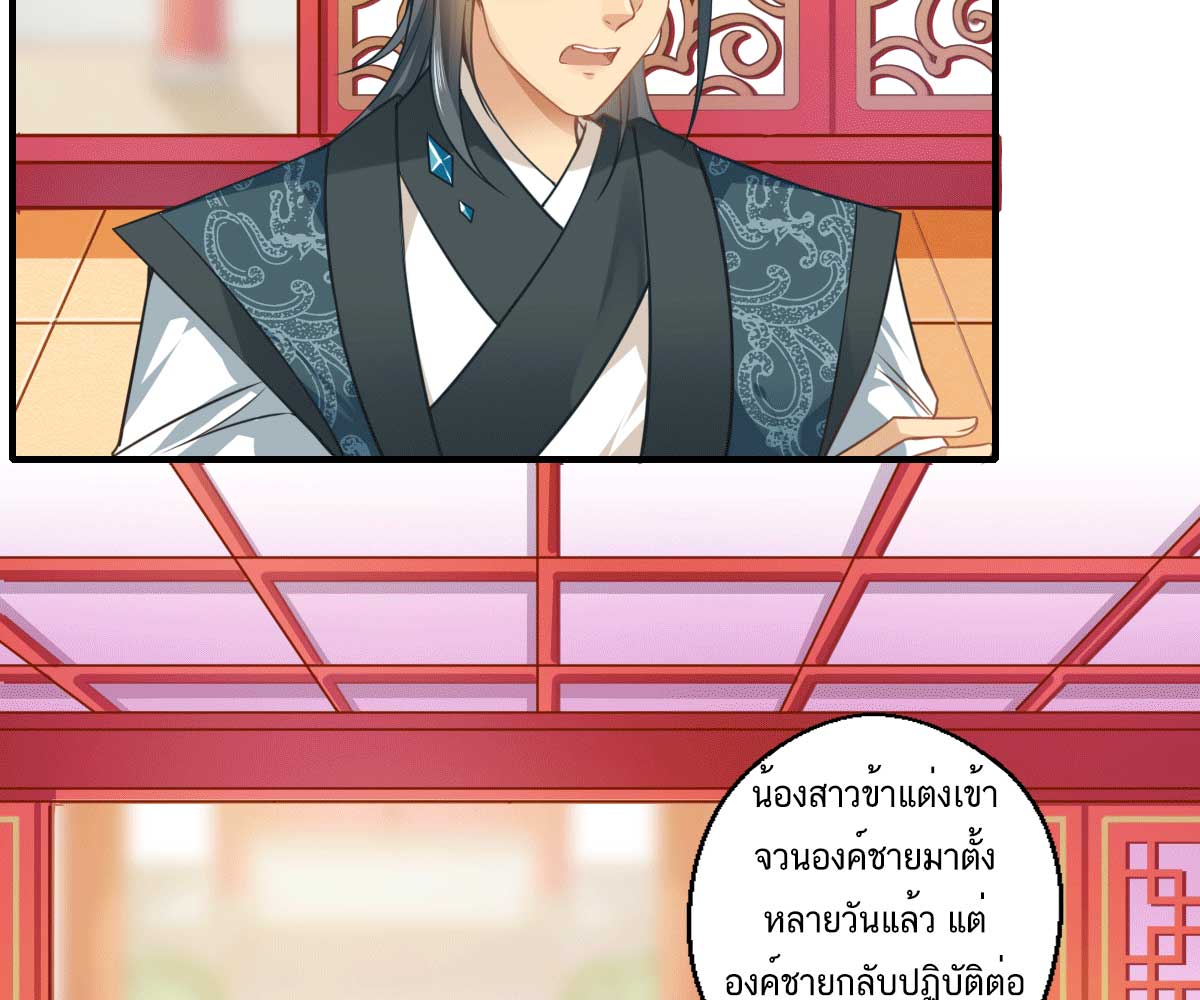 น้องสาวข้าแต่งเข้า
จวนองค์ชายมาตั้ง
หลายวันแล้ว แต่
องค์ชายกลับปฏิบัติต่อ